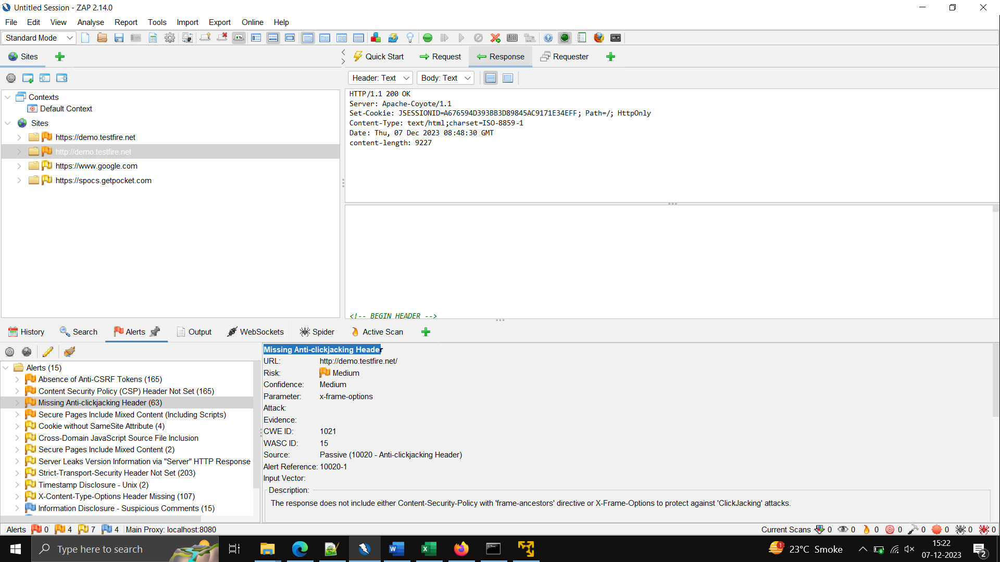 Untitled Session - ZAP 2.14.0
File Edit View Analyse Report Tools Import Export Online Help
Standard Mode
Sites
Quick Start Request Response Requester
Header: Text Body: Text
Contexts
Default Context
Sites
https://demo.testfire.net
http://demo.testfire.net
https://www.google.com
https://spocs.getpocket.com
HTTP/1.1 200 OK
Server: Apache-Coyote/1.1
Set-Cookie: JSESSIONID=A676594D393BB3D89845AC9171E34EFF; Path=/; HttpOnly
Content-Type: text/html;charset=ISO-8859-1
Date: Thu, 07 Dec 2023 08:48:30 GMT
content-length: 9227
<!-- BEGIN HEADER -->
History Search Alerts Output WebSockets Spider Active Scan
Alerts (15)
Absence of Anti-CSRF Tokens (165)
Content Security Policy (CSP) Header Not Set (165)
Missing Anti-clickjacking Header (63)
Secure Pages Include Mixed Content (Including Scripts)
Cookie without SameSite Attribute (4)
Cross-Domain JavaScript Source File Inclusion
Secure Pages Include Mixed Content (2)
Server Leaks Version Information via "Server" HTTP Response
Strict-Transport-Security Header Not Set (203)
Timestamp Disclosure - Unix (2)
X-Content-Type-Options Header Missing (107)
Information Disclosure - Suspicious Comments (15)
Missing Anti-clickjacking Header
URL: http://demo.testfire.net/
Risk: Medium
Confidence: Medium
Parameter: x-frame-options
Attack:
Evidence:
CWE ID: 1021
WASC ID: 15
Source: Passive (10020 - Anti-clickjacking Header)
Alert Reference: 10020-1
Input Vector:
Description:
The response does not include either Content-Security-Policy with 'frame-ancestors' directive or X-Frame-Options to protect against 'ClickJacking' attacks.
Alerts 0 4 7 4 Main Proxy: localhost:8080
Current Scans 0 0 0 0 0 0 0 0
Type here to search
1 23°C Smoke
15:22
07-12-2023
2